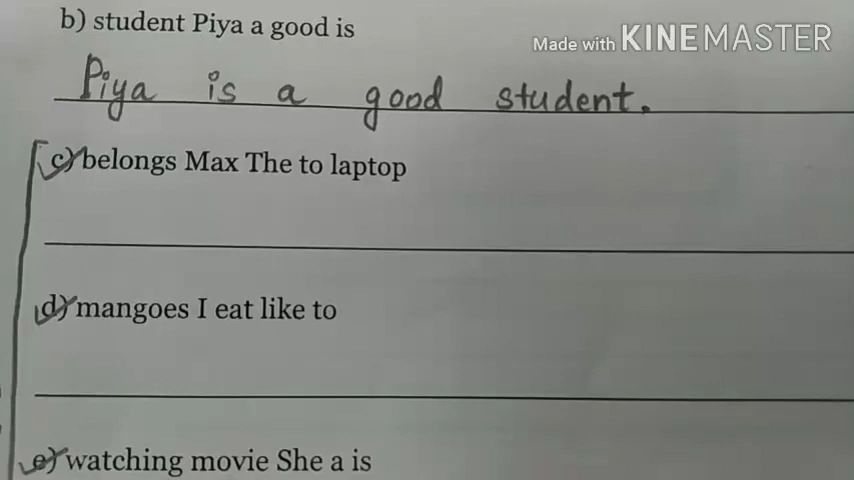 b) student Piya a good is
Made with KINEMASTER
Piya is a good student.
c) belongs Max The to laptop
d) mangoes I eat like to
e) watching movie She a is